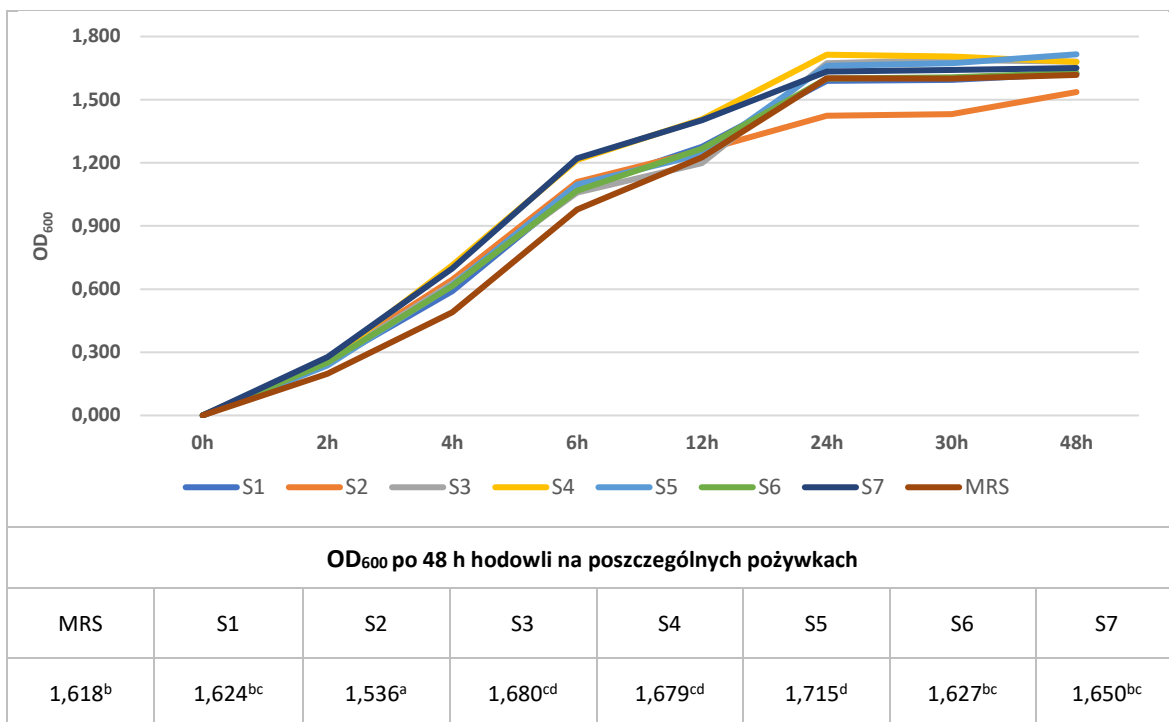 1,800
1,500
1,200
0,900
0,600
0,300
0,000
OD600
0h 2h 4h 6h 12h 24h 30h 48h
S1 S2 S3 S4 S5 S6 S7 MRS
OD600 po 48 h hodowli na poszczególnych pożywkach
MRS S1 S2 S3 S4 S5 S6 S7
1,618b 1,624bc 1,536a 1,680cd 1,679cd 1,715d 1,627bc 1,650bc